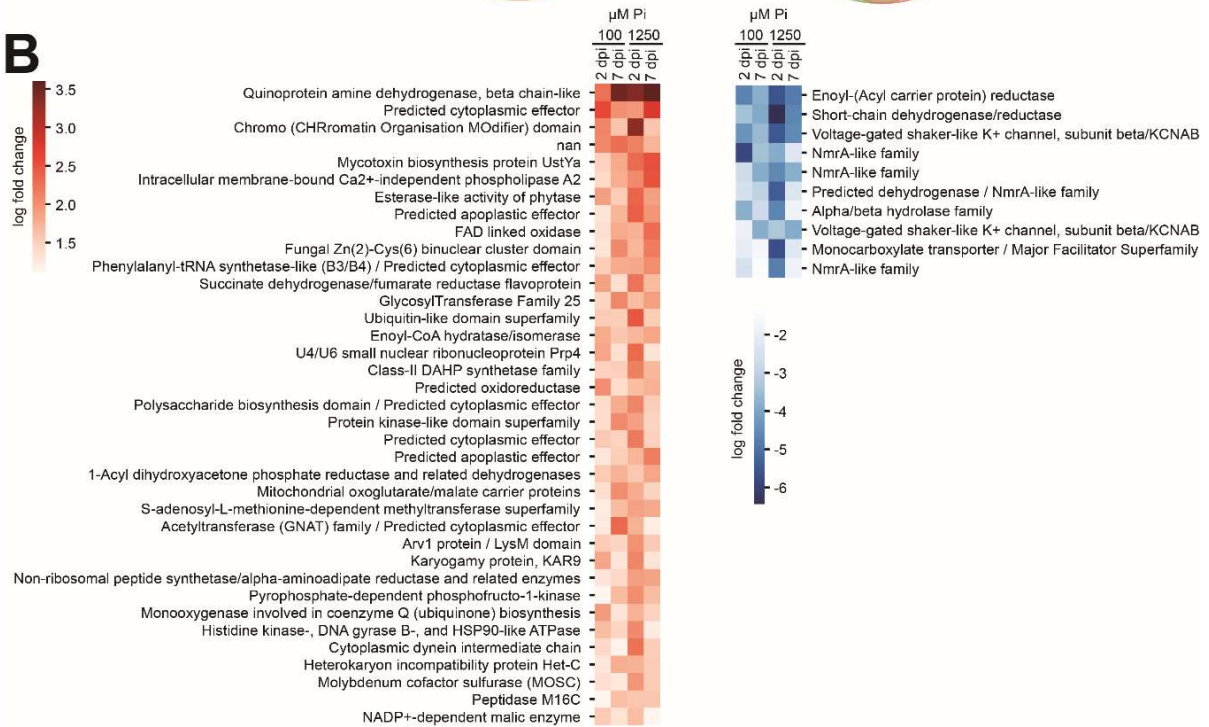 B
µM Pi
100 1250
2 dpi
7 dpi
2 dpi
7 dpi
log fold change
3.5
3.0
2.5
2.0
1.5
Quinoprotein amine dehydrogenase, beta chain-like
Predicted cytoplasmic effector
Chromo (CHRromatin Organisation MOdifier) domain
nan
Mycotoxin biosynthesis protein UstYa
Intracellular membrane-bound Ca2+-independent phospholipase A2
Esterase-like activity of phytase
Predicted apoplastic effector
FAD linked oxidase
Fungal Zn(2)-Cys(6) binuclear cluster domain
Phenylalanyl-tRNA synthetase-like (B3/B4) / Predicted cytoplasmic effector
Succinate dehydrogenase/fumarate reductase flavoprotein
GlycosylTransferase Family 25
Ubiquitin-like domain superfamily
Enoyl-CoA hydratase/isomerase
U4/U6 small nuclear ribonucleoprotein Prp4
Class-II DAHP synthetase family
Predicted oxidoreductase
Polysaccharide biosynthesis domain / Predicted cytoplasmic effector
Protein kinase-like domain superfamily
Predicted cytoplasmic effector
Predicted apoplastic effector
1-Acyl dihydroxyacetone phosphate reductase and related dehydrogenases
Mitochondrial oxoglutarate/malate carrier proteins
S-adenosyl-L-methionine-dependent methyltransferase superfamily
Acetyltransferase (GNAT) family / Predicted cytoplasmic effector
Arv1 protein / LysM domain
Karyogamy protein, KAR9
Non-ribosomal peptide synthetase/alpha-aminoadipate reductase and related enzymes
Pyrophosphate-dependent phosphofructo-1-kinase
Monooxygenase involved in coenzyme Q (ubiquinone) biosynthesis
Histidine kinase-, DNA gyrase B-, and HSP90-like ATPase
Cytoplasmic dynein intermediate chain
Heterokaryon incompatibility protein Het-C
Molybdenum cofactor sulfurase (MOSC)
Peptidase M16C
NADP+-dependent malic enzyme
µM Pi
100 1250
2 dpi
7 dpi
2 dpi
7 dpi
Enoyl-(Acyl carrier protein) reductase
Short-chain dehydrogenase/reductase
Voltage-gated shaker-like K+ channel, subunit beta/KCNAB
NmrA-like family
NmrA-like family
Predicted dehydrogenase / NmrA-like family
Alpha/beta hydrolase family
Voltage-gated shaker-like K+ channel, subunit beta/KCNAB
Monocarboxylate transporter / Major Facilitator Superfamily
NmrA-like family
log fold change
-2
-3
-4
-5
-6